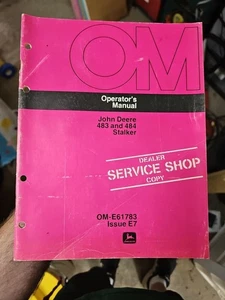 OM
Operator's
Manual
John Deere
483 and 484
Stalker
DEALER
SERVICE SHOP
COPY
OM-E61783
Issue E7